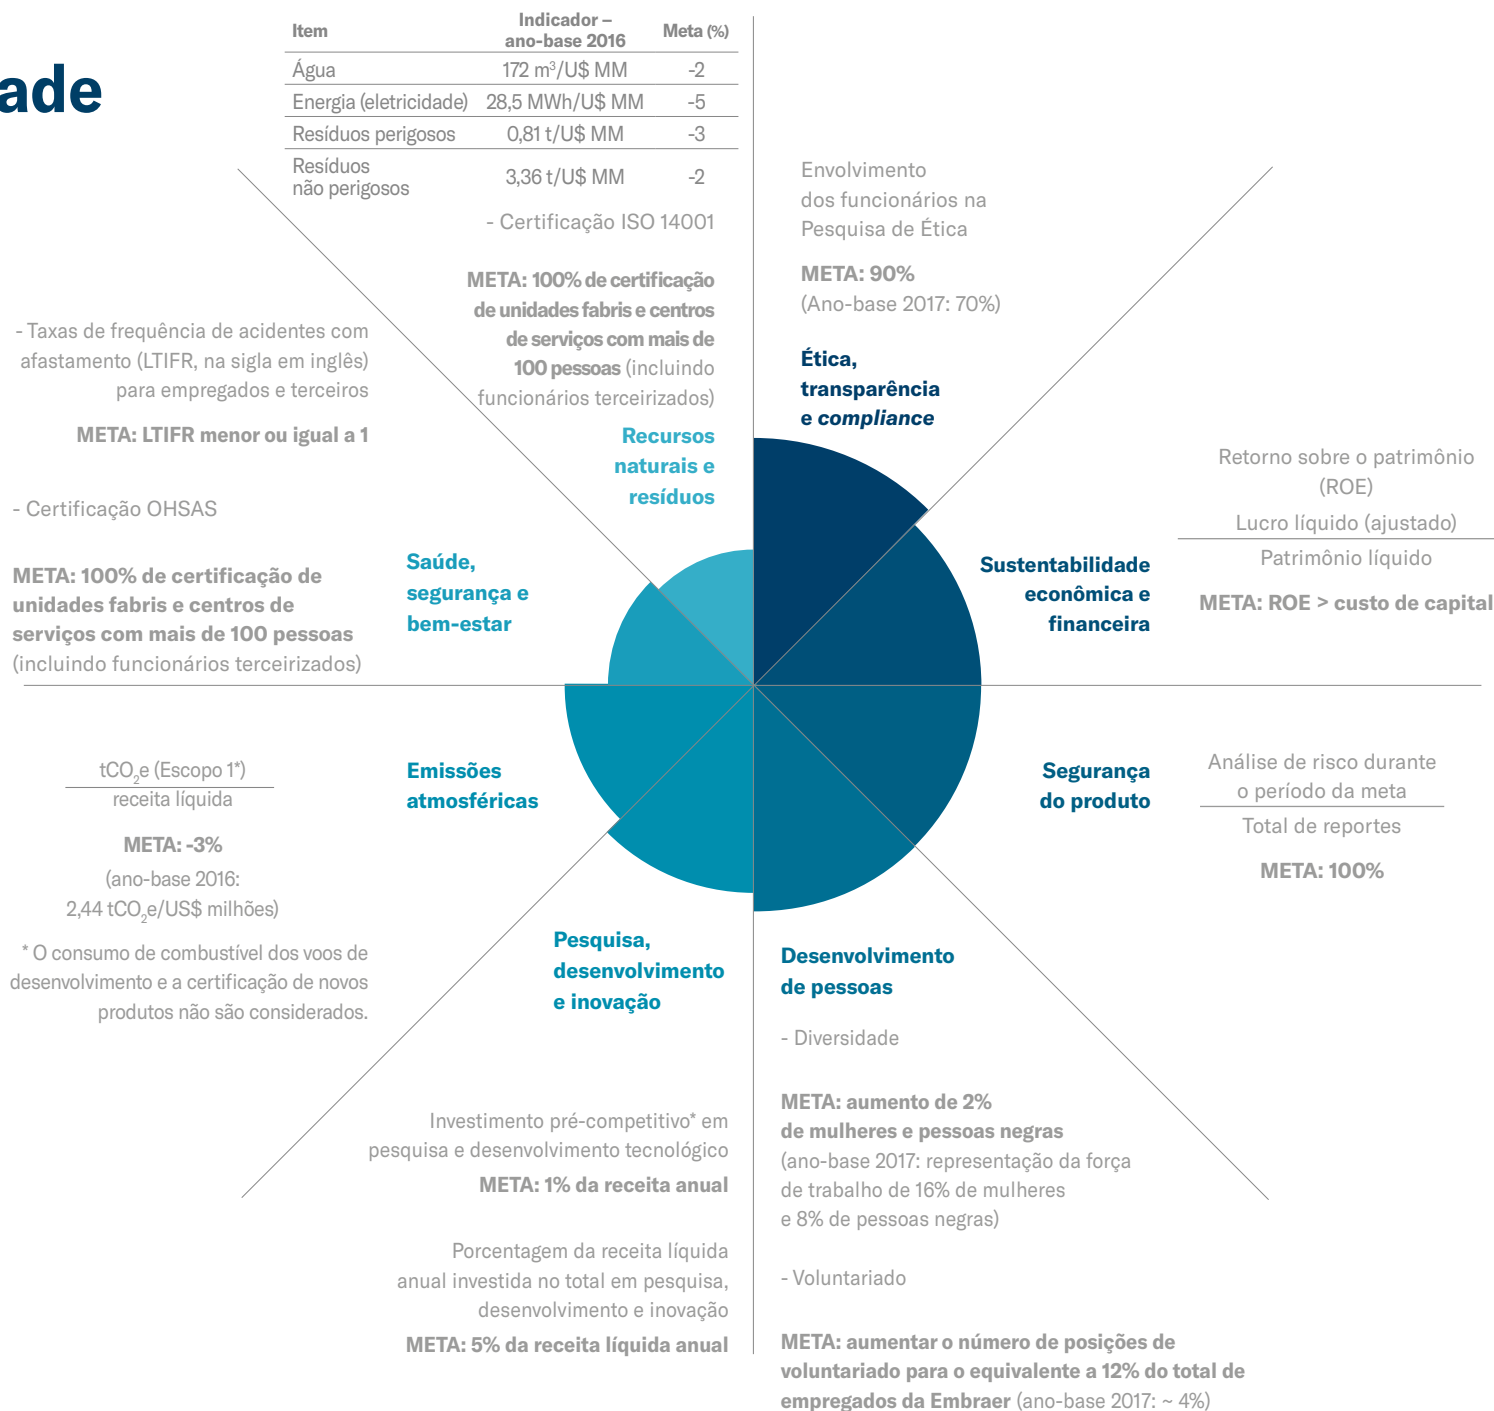 ade
Item Indicador – ano-base 2016 Meta (%)
Água 172 m³/U$ MM -2
Energia (eletricidade) 28,5 MWh/U$ MM -5
Resíduos perigosos 0,81 t/U$ MM -3
Resíduos não perigosos 3,36 t/U$ MM -2
- Certificação ISO 14001
META: 100% de certificação
de unidades fabris e centros
de serviços com mais de
100 pessoas (incluindo
funcionários terceirizados)
Recursos
naturais e
resíduos
Envolvimento
dos funcionários na
Pesquisa de Ética
META: 90%
(Ano-base 2017: 70%)
Ética,
transparência
e compliance
- Taxas de frequência de acidentes com
afastamento (LTIFR, na sigla em inglês)
para empregados e terceiros
META: LTIFR menor ou igual a 1
- Certificação OHSAS
META: 100% de certificação de
unidades fabris e centros de
serviços com mais de 100 pessoas
(incluindo funcionários terceirizados)
Saúde,
segurança e
bem-estar
Sustentabilidade
econômica e
financeira
Retorno sobre o patrimônio
(ROE)
Lucro líquido (ajustado)
Patrimônio líquido
META: ROE > custo de capital
tCO₂e (Escopo 1*)
receita líquida
META: -3%
(ano-base 2016:
2,44 tCO₂e/US$ milhões)
* O consumo de combustível dos voos de
desenvolvimento e a certificação de novos
produtos não são considerados.
Emissões
atmosféricas
Segurança
do produto
Análise de risco durante
o período da meta
Total de reportes
META: 100%
Pesquisa,
desenvolvimento
e inovação
Investimento pré-competitivo* em
pesquisa e desenvolvimento tecnológico
META: 1% da receita anual
Porcentagem da receita líquida
anual investida no total em pesquisa,
desenvolvimento e inovação
META: 5% da receita líquida anual
Desenvolvimento
de pessoas
- Diversidade
META: aumento de 2%
de mulheres e pessoas negras
(ano-base 2017: representação da força
de trabalho de 16% de mulheres
e 8% de pessoas negras)
- Voluntariado
META: aumentar o número de posições de
voluntariado para o equivalente a 12% do total de
empregados da Embraer (ano-base 2017: ~ 4%)